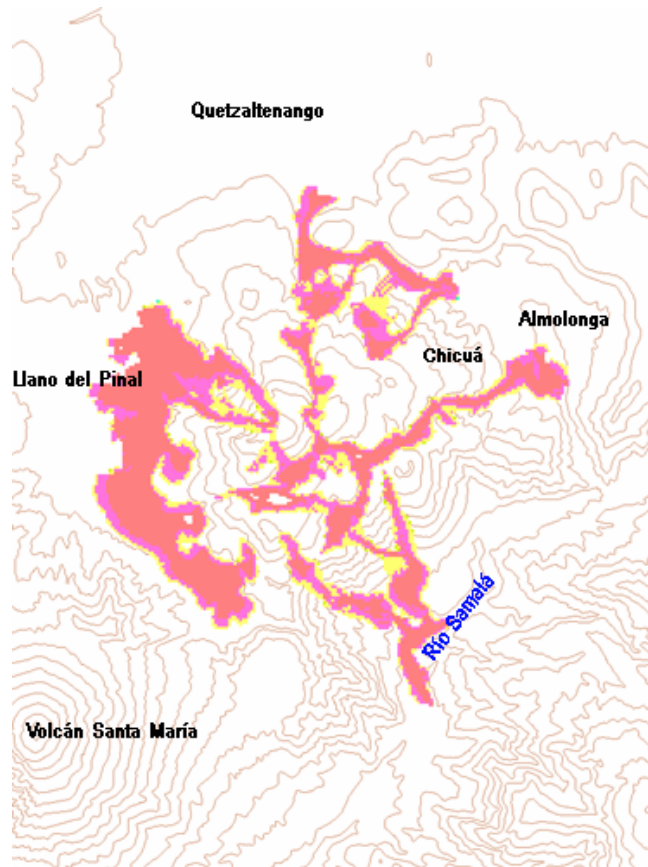 Quetzaltenango
Almolonga
Chicuá
Llano del Pinal
Río Samalá
Volcán Santa María